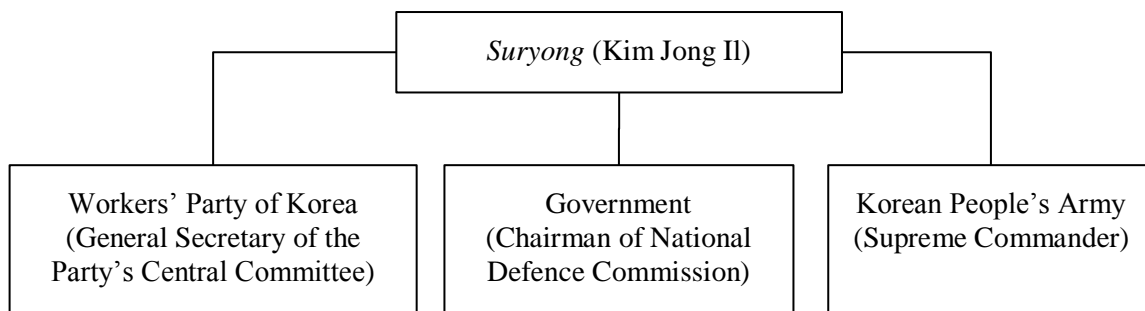 Suryong (Kim Jong Il)
Workers’ Party of Korea
(General Secretary of the
Party’s Central Committee)
Government
(Chairman of National
Defence Commission)
Korean People’s Army
(Supreme Commander)